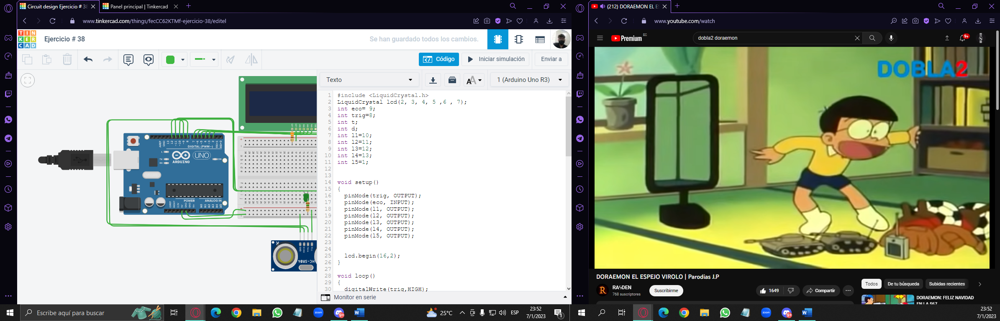 Circuit design Ejercicio # 38
Panel principal | Tinkercad
www.tinkercad.com/things/fecCC62KTMf-ejercicio-38/editel
TINKERCAD
Ejercicio # 38
Se han guardado todos los cambios.
Código
Iniciar simulación
Enviar a
Texto
1 (Arduino Uno R3)
1 #include <LiquidCrystal.h>
2 LiquidCrystal lcd(2, 3, 4, 5 ,6 , 7);
3 int eco= 9;
4 int trig=8;
5 int t;
6 int d;
7 int l1=10;
8 int l2=11;
9 int l3=12;
10 int l4=13;
11 int l5=1;
12
13
14 void setup()
15 {
16 pinMode(trig, OUTPUT);
17 pinMode(eco, INPUT);
18 pinMode(l1, OUTPUT);
19 pinMode(l2, OUTPUT);
20 pinMode(l3, OUTPUT);
21 pinMode(l4, OUTPUT);
22 pinMode(l5, OUTPUT);
23
24
25 lcd.begin(16,2);
26 }
27
28 void loop()
29 {
30 digitalWrite(trig,HIGH);
Monitor en serie
DIGITAL (PWM~)
UNO
ARDUINO
TX
RX
ON
POWER
ANALOG IN
HC-SR04
Escribe aquí para buscar
25°C
ESP
23:52
7/1/2023
(212) DORAEMON EL ES
www.youtube.com/watch
Premium EC
dobla2 doraemon
9+
DOBLA2
DORAEMON EL ESPEJO VIROLO | Parodias J.P
RAϟDEN
768 suscriptores
Suscribirme
1649
Compartir
Todos
De tu búsqueda
Subidas recientes
DORAEMON: FELIZ NAVIDAD
EN LA 567
23:52
7/1/2023